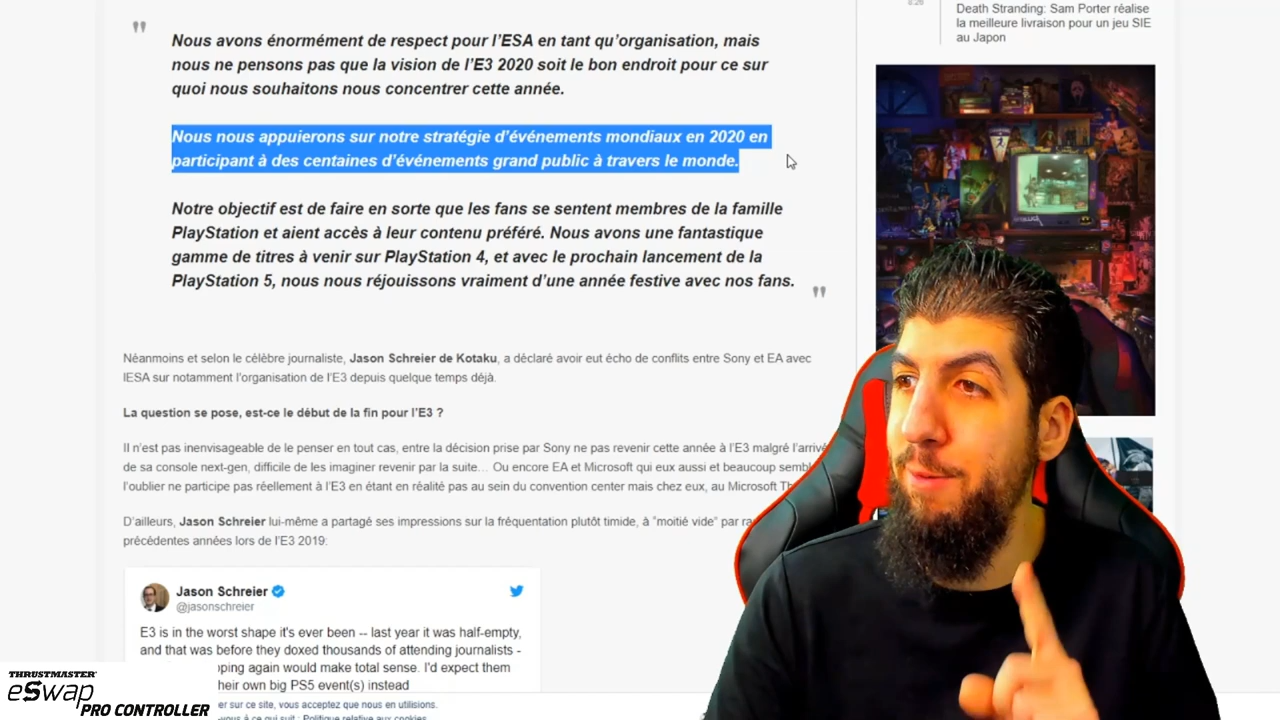 Nous avons énormément de respect pour l’ESA en tant qu’organisation, mais
nous ne pensons pas que la vision de l’E3 2020 soit le bon endroit pour ce sur
quoi nous souhaitons nous concentrer cette année.
Nous nous appuierons sur notre stratégie d’événements mondiaux en 2020 en
participant à des centaines d’événements grand public à travers le monde.
Notre objectif est de faire en sorte que les fans se sentent membres de la famille
PlayStation et aient accès à leur contenu préféré. Nous avons une fantastique
gamme de titres à venir sur PlayStation 4, et avec le prochain lancement de la
PlayStation 5, nous nous réjouissons vraiment d’une année festive avec nos fans.
Néanmoins et selon le célèbre journaliste, Jason Schreier de Kotaku, a déclaré avoir eut écho de conflits entre Sony et EA avec
lESA sur notamment l’organisation de l’E3 depuis quelque temps déjà.
La question se pose, est-ce le début de la fin pour l’E3 ?
Il n’est pas inenvisageable de le penser en tout cas, entre la décision prise par Sony ne pas revenir cette année à l’E3 malgré l’arrivé
de sa console next-gen, difficile de les imaginer revenir par la suite… Ou encore EA et Microsoft qui eux aussi et beaucoup sembl
l’oublier ne participe pas réellement à l’E3 en étant en réalité pas au sein du convention center mais chez eux, au Microsoft Th
D’ailleurs, Jason Schreier lui-même a partagé ses impressions sur la fréquentation plutôt timide, à "moitié vide" par ra
précédentes années lors de l’E3 2019:
Jason Schreier
@jasonschreier
E3 is in the worst shape it's ever been -- last year it was half-empty,
and that was before they doxed thousands of attending journalists -
pping again would make total sense. I'd expect them
heir own big PS5 event(s) instead
er sur ce site, vous acceptez que nous en utilisions.
-vous à ce qui suit : Politique relative aux cookies
Death Stranding: Sam Porter réalise
la meilleure livraison pour un jeu SIE
au Japon
THRUSTMASTER
eSwap
PRO CONTROLLER